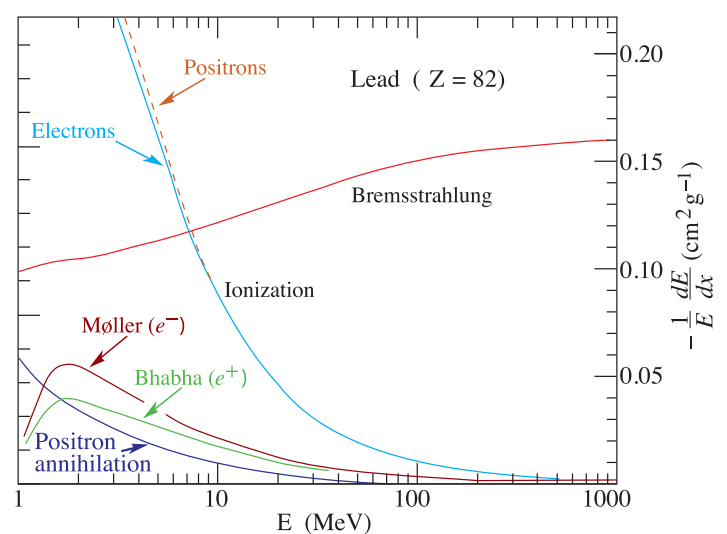 Positrons
Lead ( Z = 82)
Electrons
Bremsstrahlung
Ionization
Møller (e−)
Bhabha (e+)
Positron
annihilation
0.20
0.15
0.10
0.05
−1/E dE/dx (cm2 g−1)
1
10
100
1000
E (MeV)